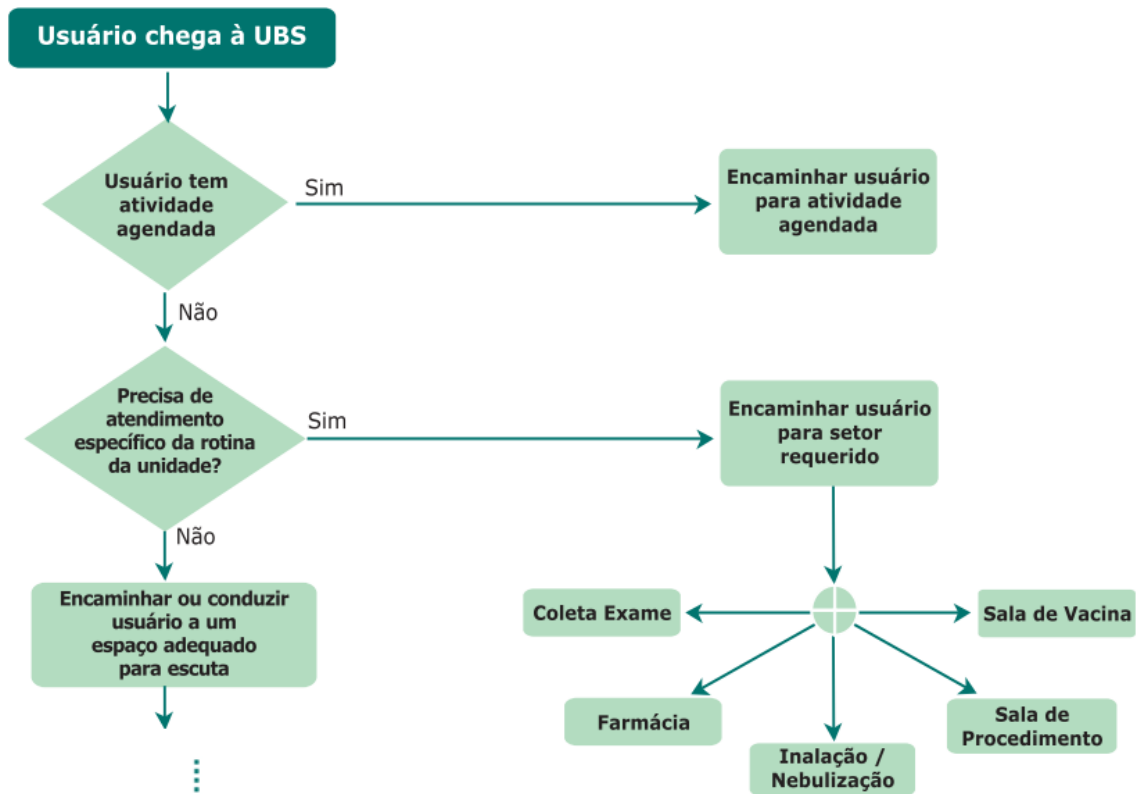 Usuário chega à UBS
Usuário tem
atividade
agendada
Sim
Encaminhar usuário
para atividade
agendada
Não
Precisa de
atendimento
específico da rotina
da unidade?
Sim
Encaminhar usuário
para setor
requerido
Não
Encaminhar ou conduzir
usuário a um
espaço adequado
para escuta
Coleta Exame
Sala de Vacina
Farmácia
Sala de
Procedimento
Inalação /
Nebulização